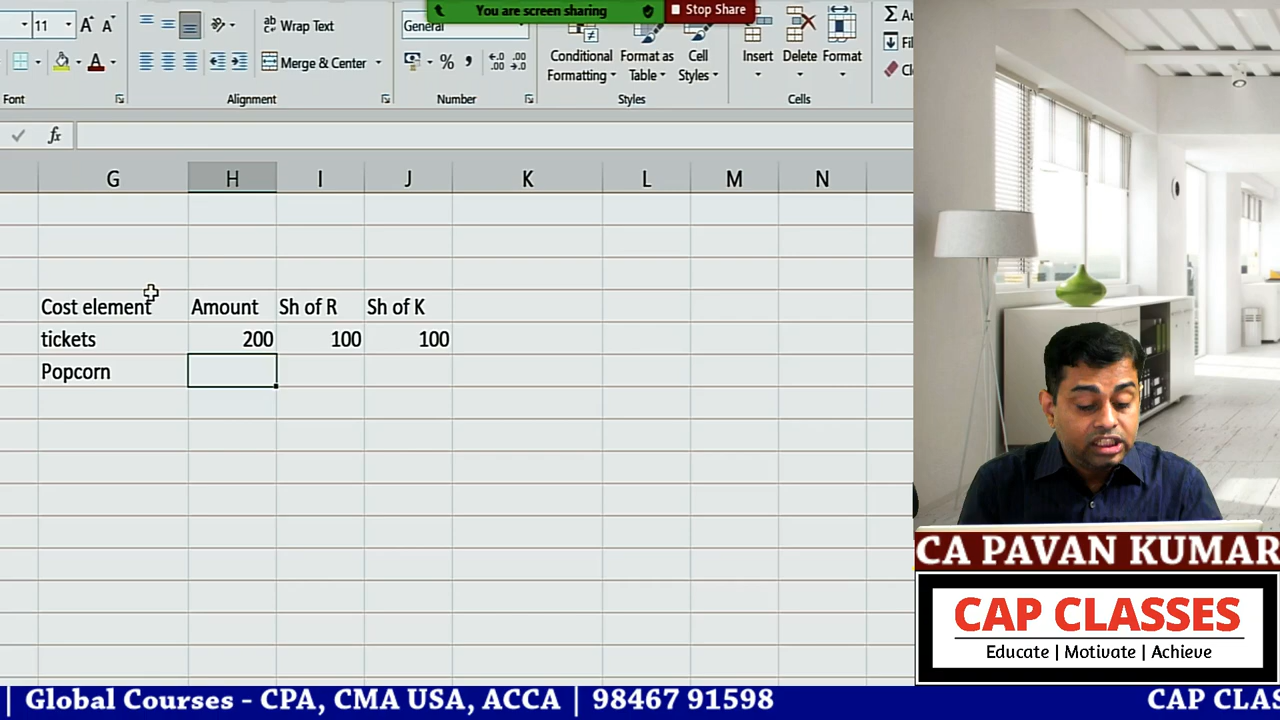 You are screen sharing
Stop Share
11
A A
ab Wrap Text
General
Merge & Center
%
Conditional Formatting
Format as Table
Cell Styles
Insert
Delete
Format
Font
Alignment
Number
Styles
Cells
fx
G H I J K L M N
Cost element Amount Sh of R Sh of K
tickets 200 100 100
Popcorn
CA PAVAN KUMAR
CAP CLASSES
Educate | Motivate | Achieve
| Global Courses - CPA, CMA USA, ACCA | 98467 91598
CAP CLAS